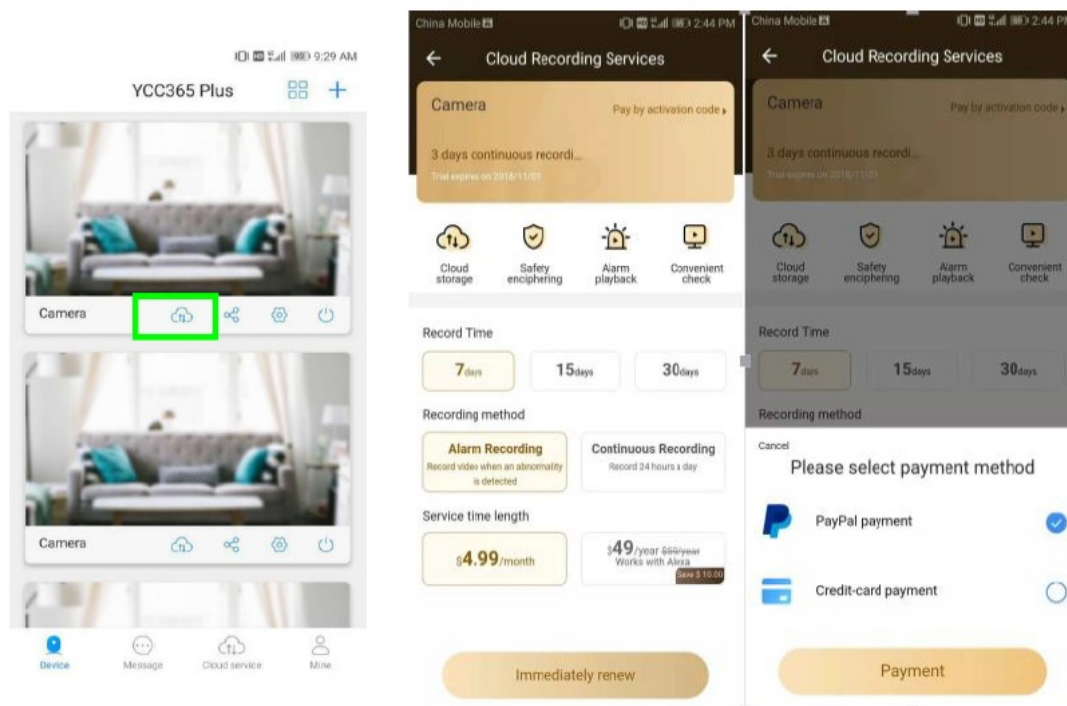 9:29 AM
YCC365 Plus
Camera
Camera
Device
Message
Cloud service
Mine
China Mobile HD
2:44 PM
Cloud Recording Services
Camera
Pay by activation code
3 days continuous recordi...
Trial expires on 2018/11/01
Cloud storage
Safety enciphering
Alarm playback
Convenient check
Record Time
7days
15days
30days
Recording method
Alarm Recording
Record video when an abnormality
is detected
Continuous Recording
Record 24 hours a day
Service time length
$4.99/month
$49/year $59/year
Works with Alexa
Save $ 10.00
Immediately renew
China Mobile HD
2:44 PM
Cloud Recording Services
Camera
Pay by activation code
3 days continuous recordi...
Trial expires on 2018/11/01
Cloud storage
Safety enciphering
Alarm playback
Convenient check
Record Time
7days
15days
30days
Recording method
Cancel
Please select payment method
PayPal payment
Credit-card payment
Payment